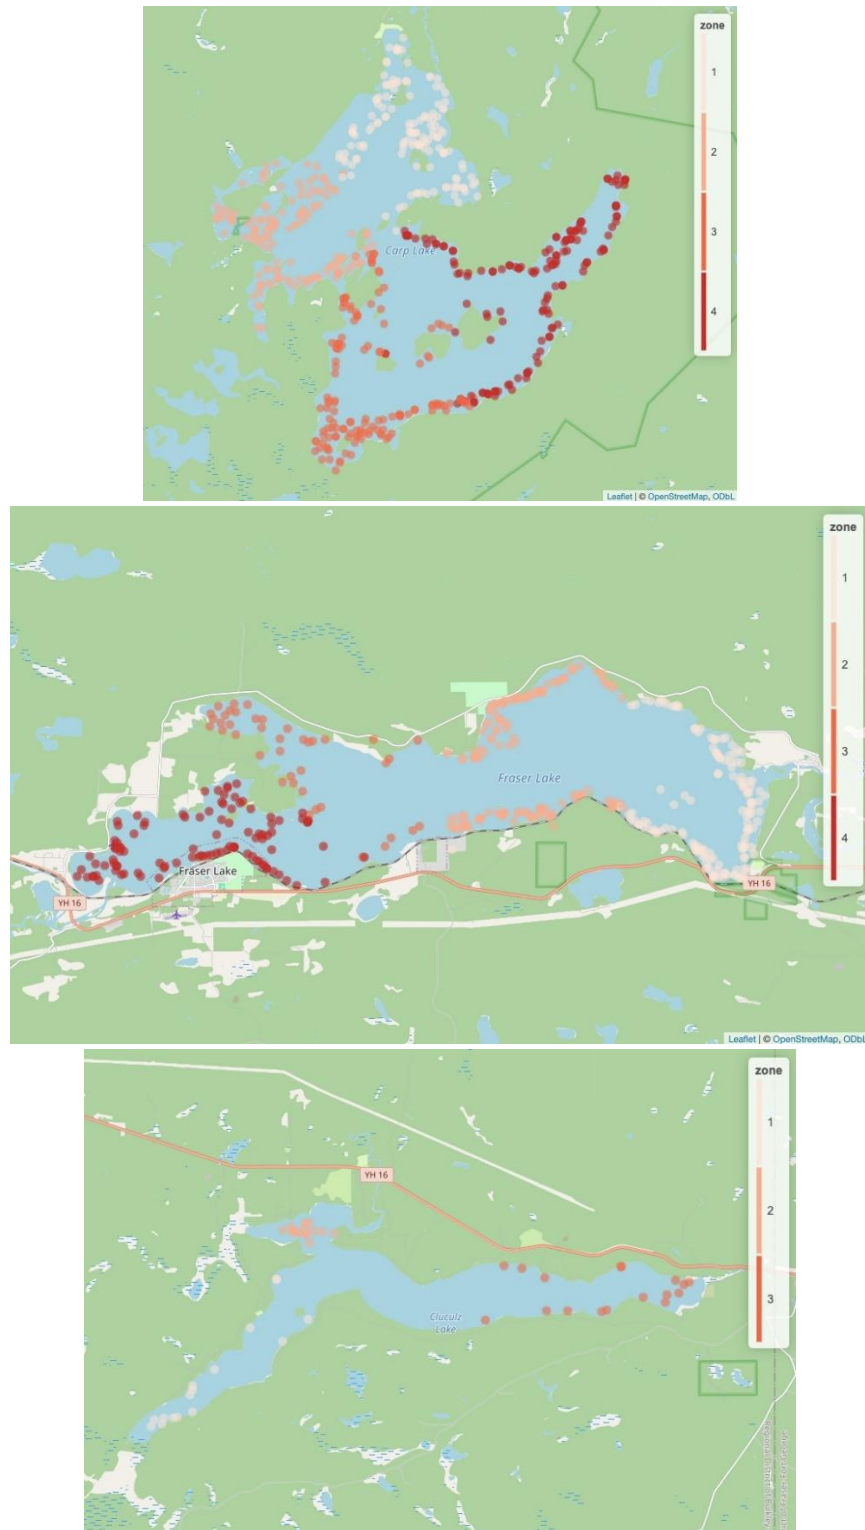 zone
1
2
3
4
Carp Lake
Leaflet | © OpenStreetMap, ODbL
zone
1
2
3
4
Fraser Lake
Fraser Lake
YH 16
YH 16
Leaflet | © OpenStreetMap, ODbL
zone
1
2
3
YH 16
Cluculz
Lake